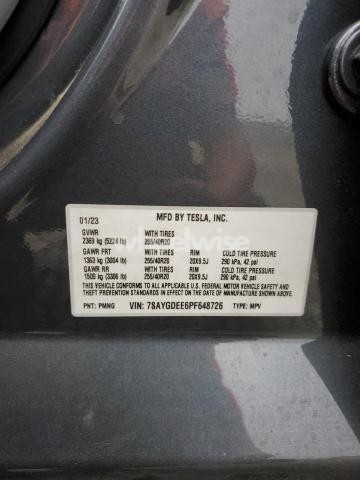 01/23 MFD BY TESLA, INC.
GVWR WITH TIRES
2369 kg (5224 lb) 255/40R20
GAWR FRT WITH TIRES RIM COLD TIRE PRESSURE
1363 kg (3004 lb) 255/40R20 20X9.5J 290 kPa, 42 psi
GAWR RR WITH TIRES RIM COLD TIRE PRESSURE
1500 kg (3306 lb) 255/40R20 20X9.5J 290 kPa, 42 psi
THIS VEHICLE CONFORMS TO ALL APPLICABLE U.S. FEDERAL MOTOR VEHICLE
SAFETY, BUMPER, AND THEFT PREVENTION STANDARDS IN EFFECT ON THE DATE OF
MANUFACTURE SHOWN ABOVE.
PNT: PMNG VIN: 7SAYGDEE6PF648726 TYPE: MPV